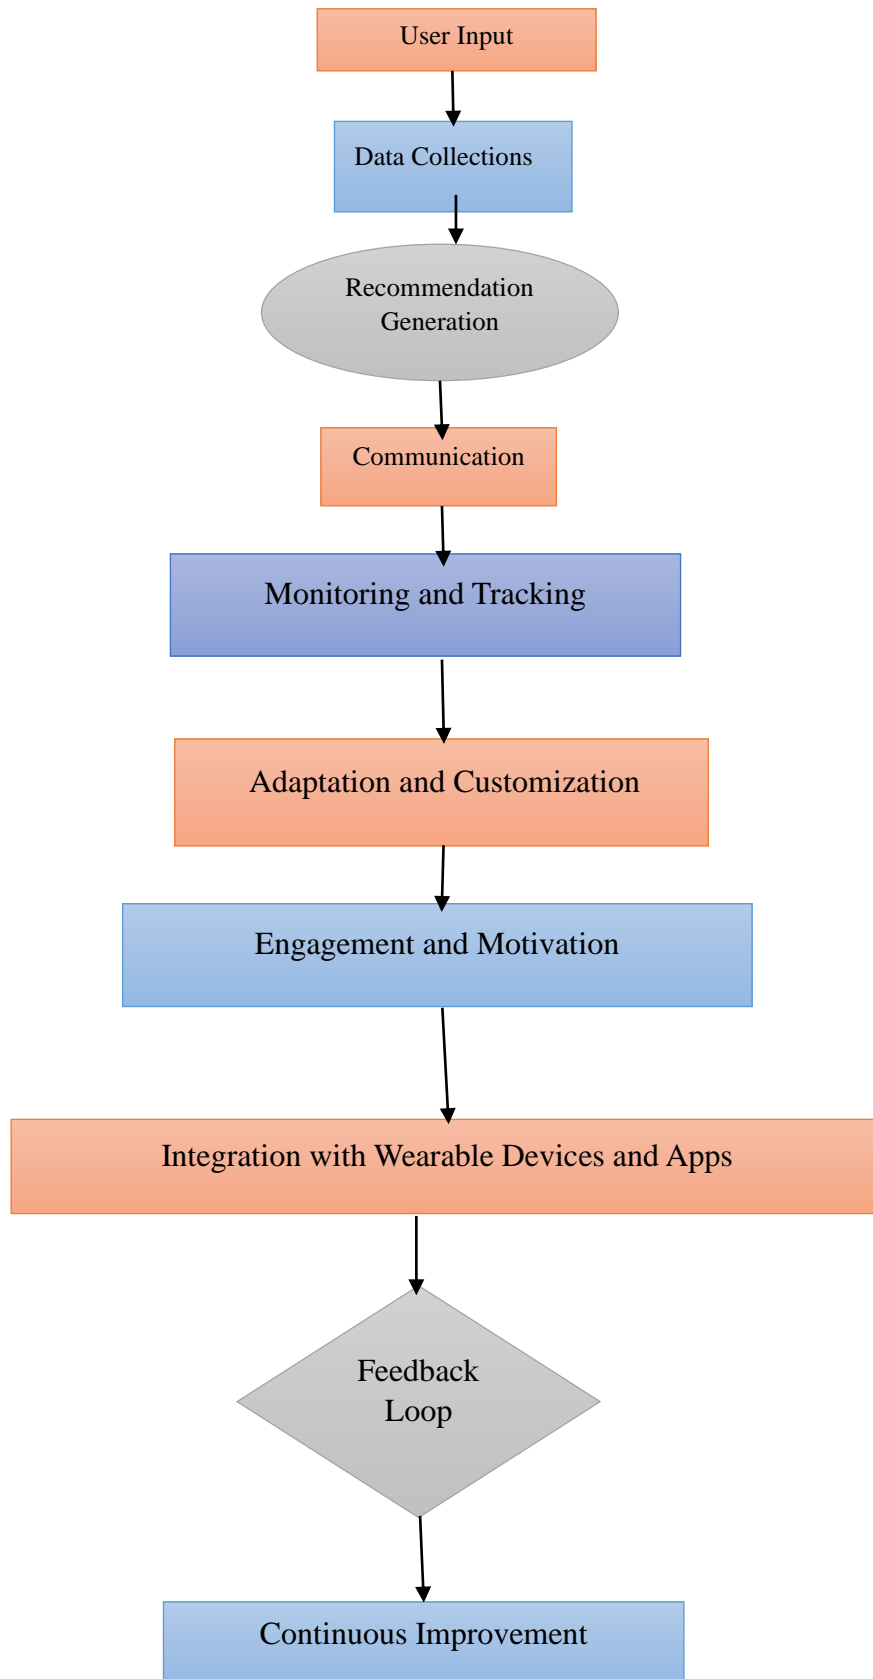 User Input
Data Collections
Recommendation
Generation
Communication
Monitoring and Tracking
Adaptation and Customization
Engagement and Motivation
Integration with Wearable Devices and Apps
Feedback
Loop
Continuous Improvement